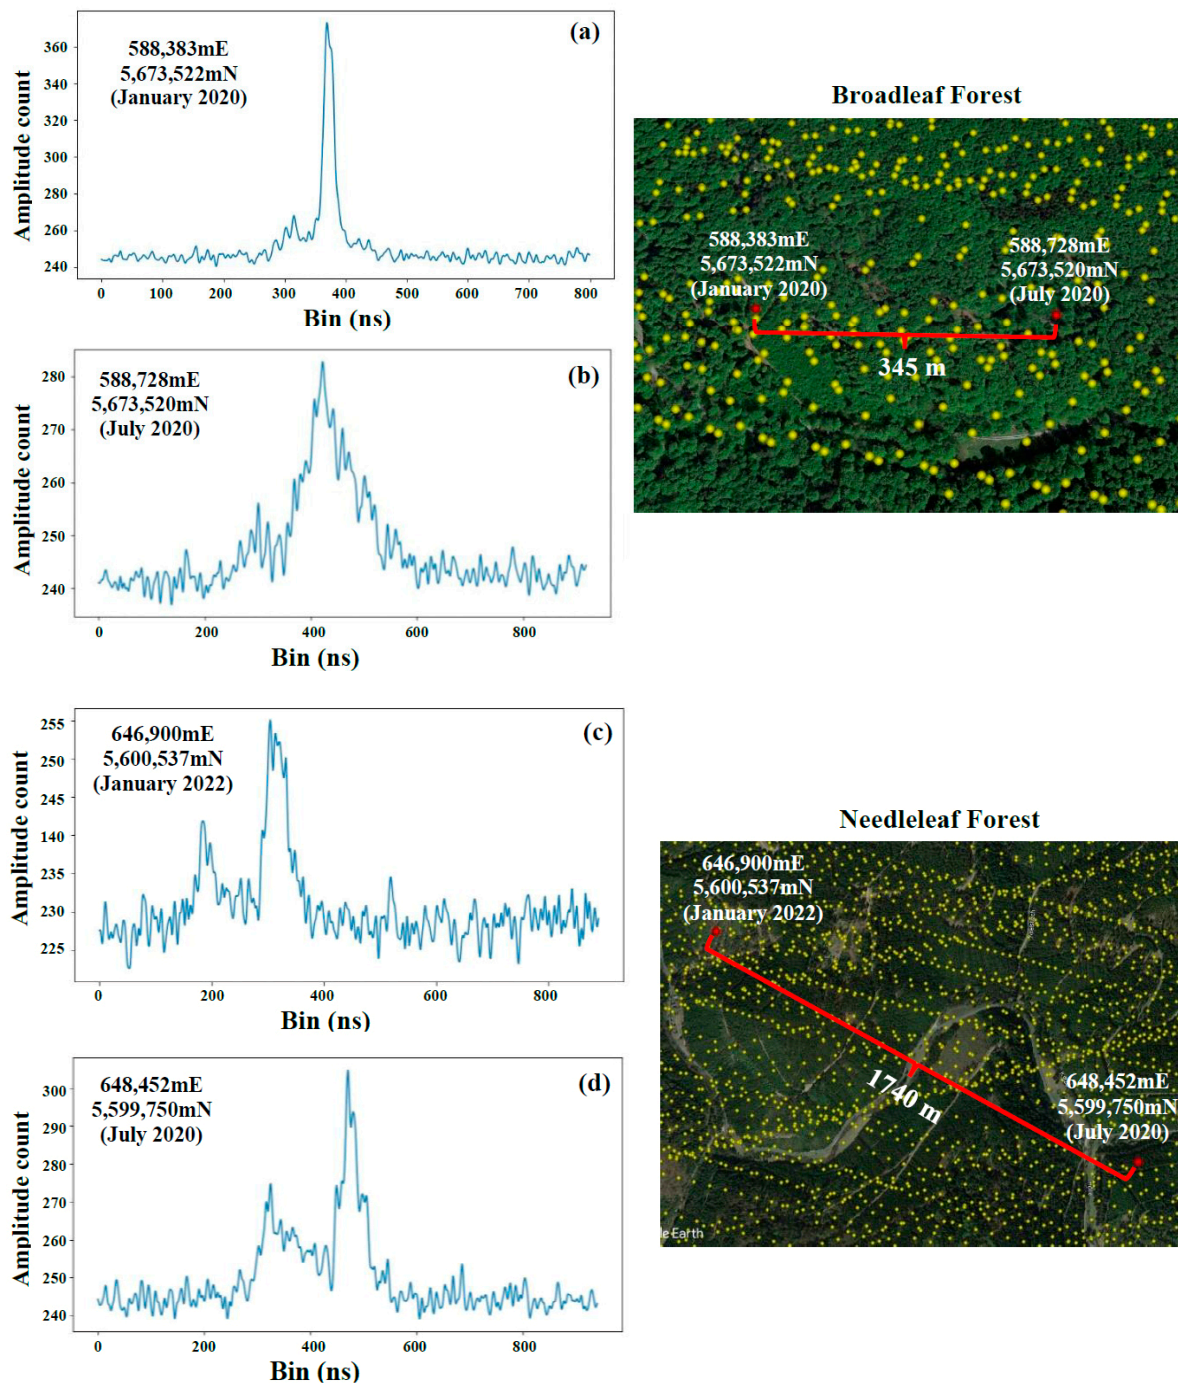 (a)
588,383mE
5,673,522mN
(January 2020)
Amplitude count
360
340
320
300
280
260
240
0 100 200 300 400 500 600 700 800
Bin (ns)
(b)
588,728mE
5,673,520mN
(July 2020)
Amplitude count
280
270
260
250
240
0 200 400 600 800
Bin (ns)
Broadleaf Forest
588,383mE
5,673,522mN
(January 2020)
588,728mE
5,673,520mN
(July 2020)
345 m
(c)
646,900mE
5,600,537mN
(January 2022)
Amplitude count
255
250
245
140
235
230
225
0 200 400 600 800
Bin (ns)
(d)
648,452mE
5,599,750mN
(July 2020)
Amplitude count
300
290
280
270
260
250
240
0 200 400 600 800
Bin (ns)
Needleleaf Forest
646,900mE
5,600,537mN
(January 2022)
1740 m
648,452mE
5,599,750mN
(July 2020)
le Earth